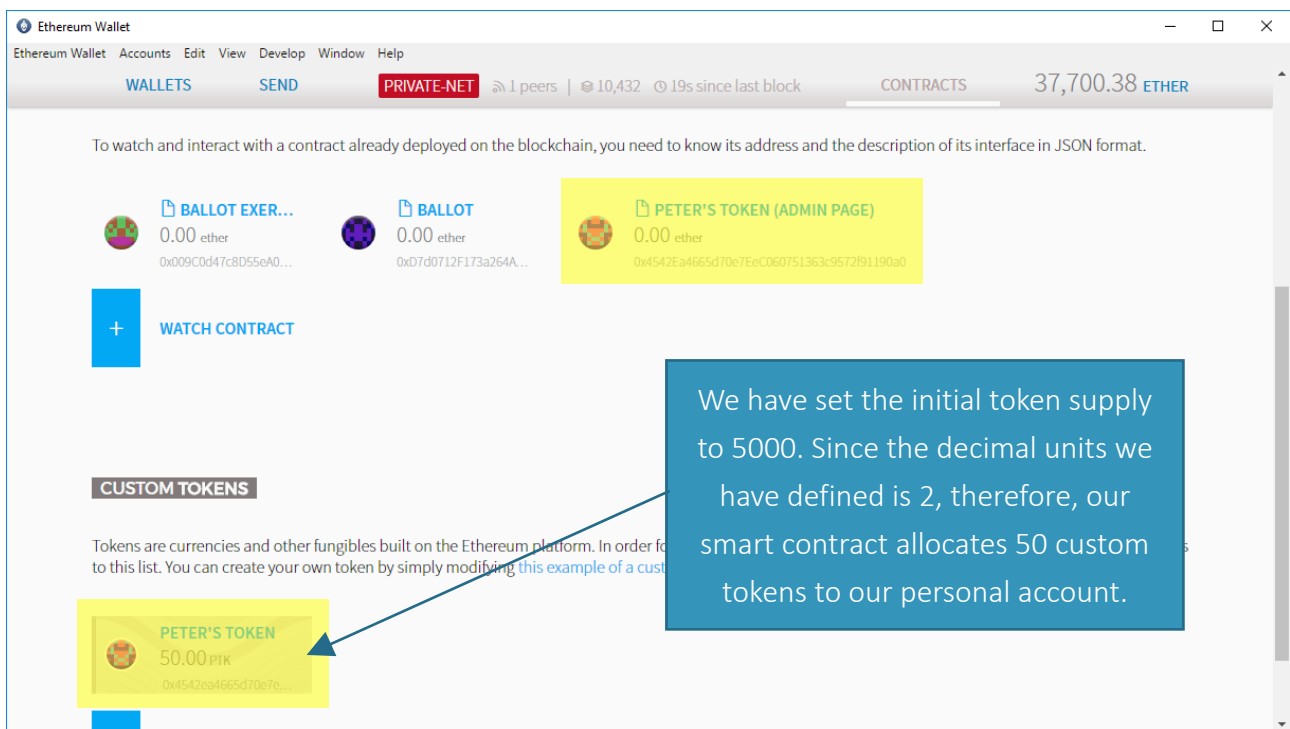 Ethereum Wallet
Ethereum Wallet Accounts Edit View Develop Window Help
WALLETS SEND PRIVATE-NET 1 peers | 10,432 19s since last block CONTRACTS 37,700.38 ETHER
To watch and interact with a contract already deployed on the blockchain, you need to know its address and the description of its interface in JSON format.
BALLOT EXER... BALLOT PETER'S TOKEN (ADMIN PAGE)
0.00 ether 0.00 ether 0.00 ether
0x009C0d47c8D55eA0... 0xD7d0712F173a264A... 0x4542Ea4665d70e7EeC060751363c9572f91190a0
+ WATCH CONTRACT
We have set the initial token supply
to 5000. Since the decimal units we
have defined is 2, therefore, our
smart contract allocates 50 custom
tokens to our personal account.
CUSTOM TOKENS
Tokens are currencies and other fungibles built on the Ethereum platform. In order
to this list. You can create your own token by simply modifying this example of a
PETER'S TOKEN
50.00 PTK
0x4542ea4665d70e7e...